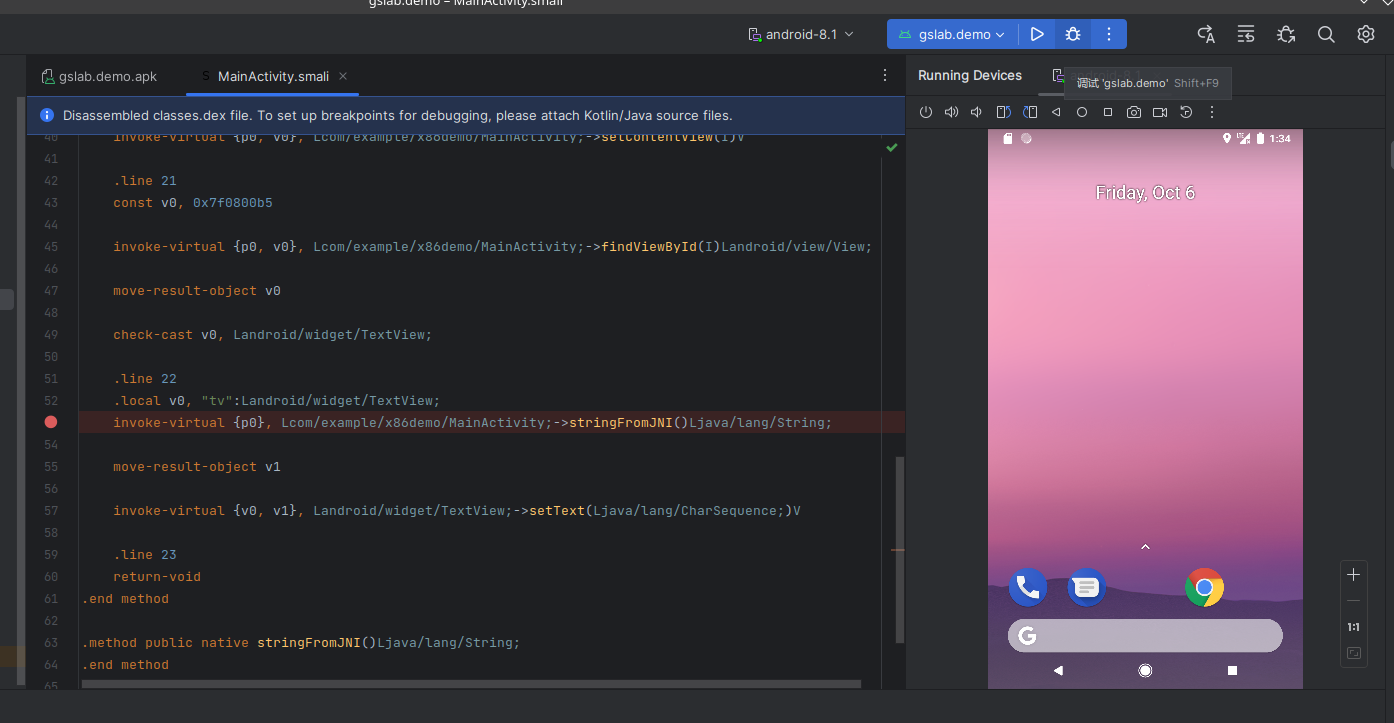 gslab.demo – MainActivity.smali
android-8.1
gslab.demo
gslab.demo.apk
MainActivity.smali
Running Devices
调试 'gslab.demo' Shift+F9
Disassembled classes.dex file. To set up breakpoints for debugging, please attach Kotlin/Java source files.
40 invoke-virtual {p0, v0}, Lcom/example/x86demo/MainActivity;->setContentView(I)V
41
42 .line 21
43 const v0, 0x7f0800b5
44
45 invoke-virtual {p0, v0}, Lcom/example/x86demo/MainActivity;->findViewById(I)Landroid/view/View;
46
47 move-result-object v0
48
49 check-cast v0, Landroid/widget/TextView;
50
51 .line 22
52 .local v0, "tv":Landroid/widget/TextView;
invoke-virtual {p0}, Lcom/example/x86demo/MainActivity;->stringFromJNI()Ljava/lang/String;
54
55 move-result-object v1
56
57 invoke-virtual {v0, v1}, Landroid/widget/TextView;->setText(Ljava/lang/CharSequence;)V
58
59 .line 23
60 return-void
61 .end method
62
63 .method public native stringFromJNI()Ljava/lang/String;
64 .end method
65
1:34
Friday, Oct 6
G
1:1